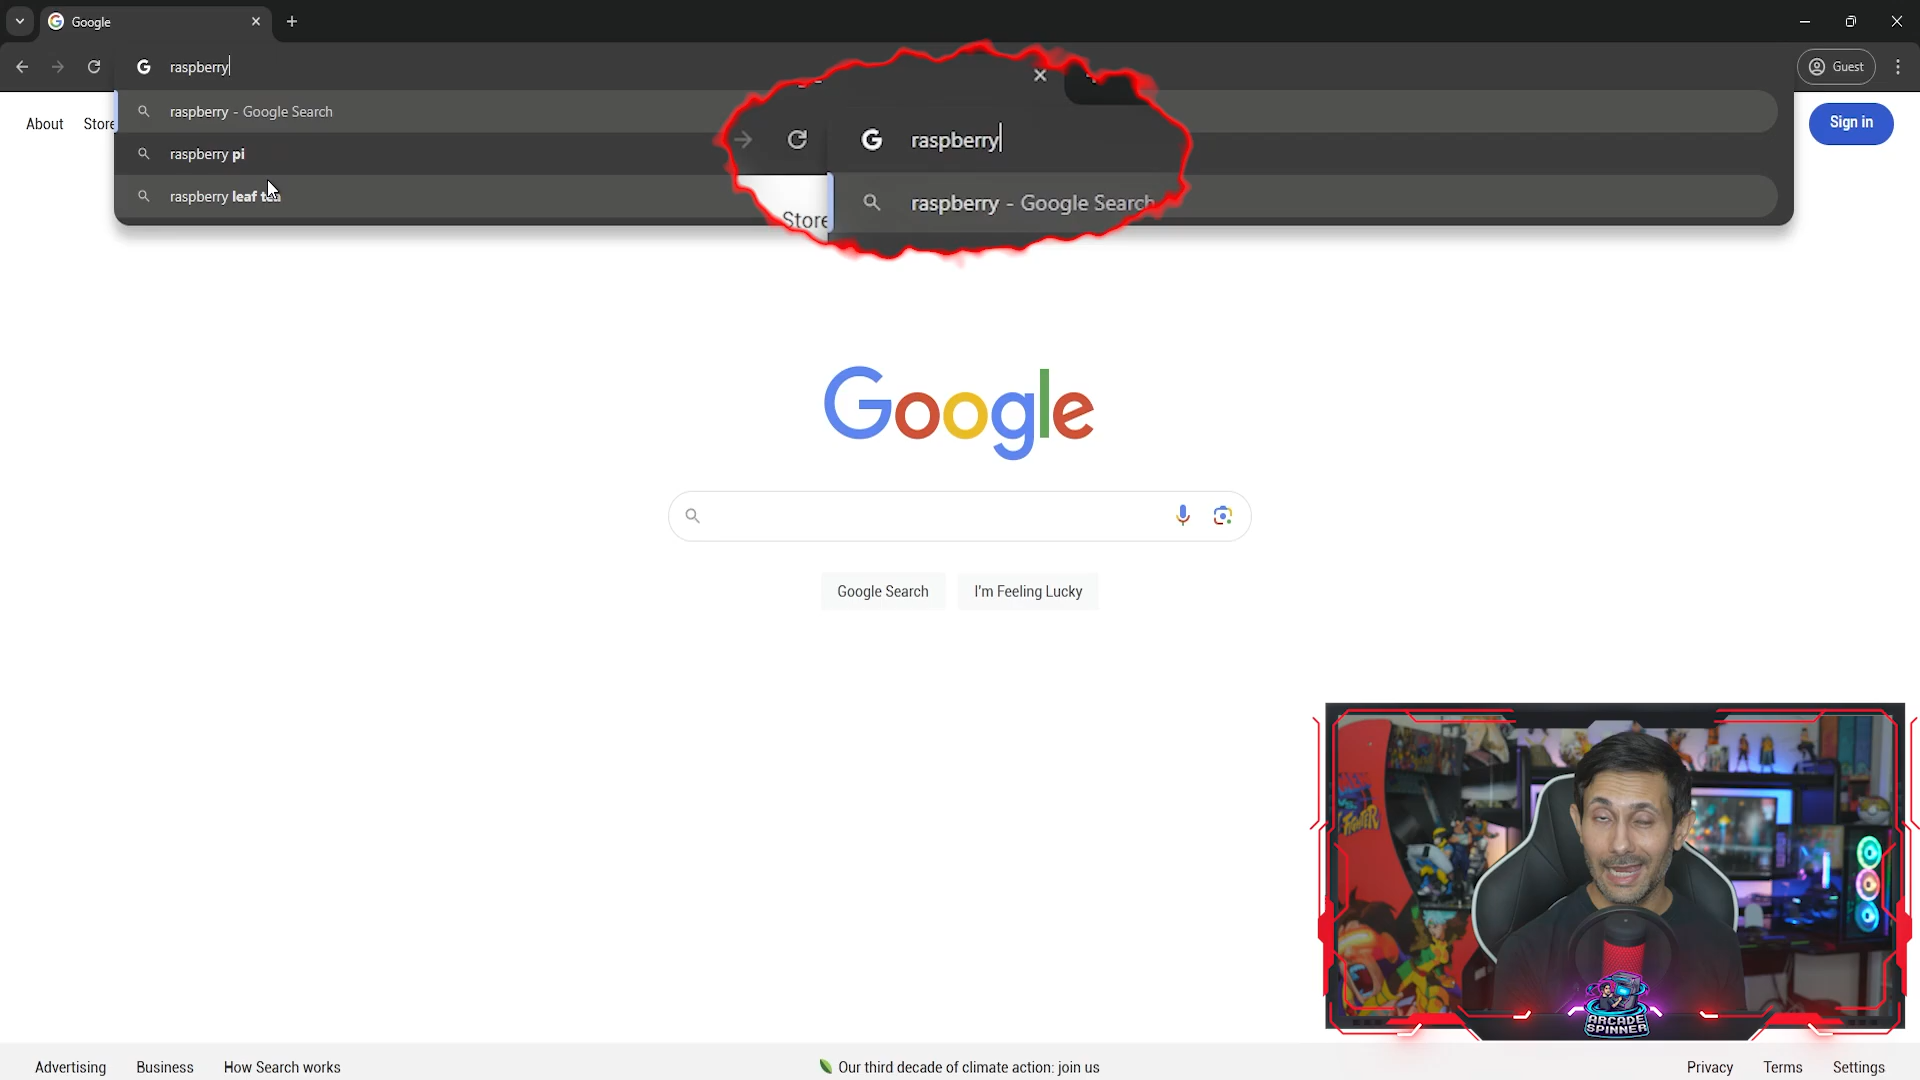 Google
raspberry
Guest
raspberry - Google Search
raspberry pi
raspberry leaf tea
About
Store
Sign in
raspberry
raspberry - Google Search
Store
Google
Google Search
I'm Feeling Lucky
FIGHTER
ARCADE
SPINNER
Advertising
Business
How Search works
Our third decade of climate action: join us
Privacy
Terms
Settings